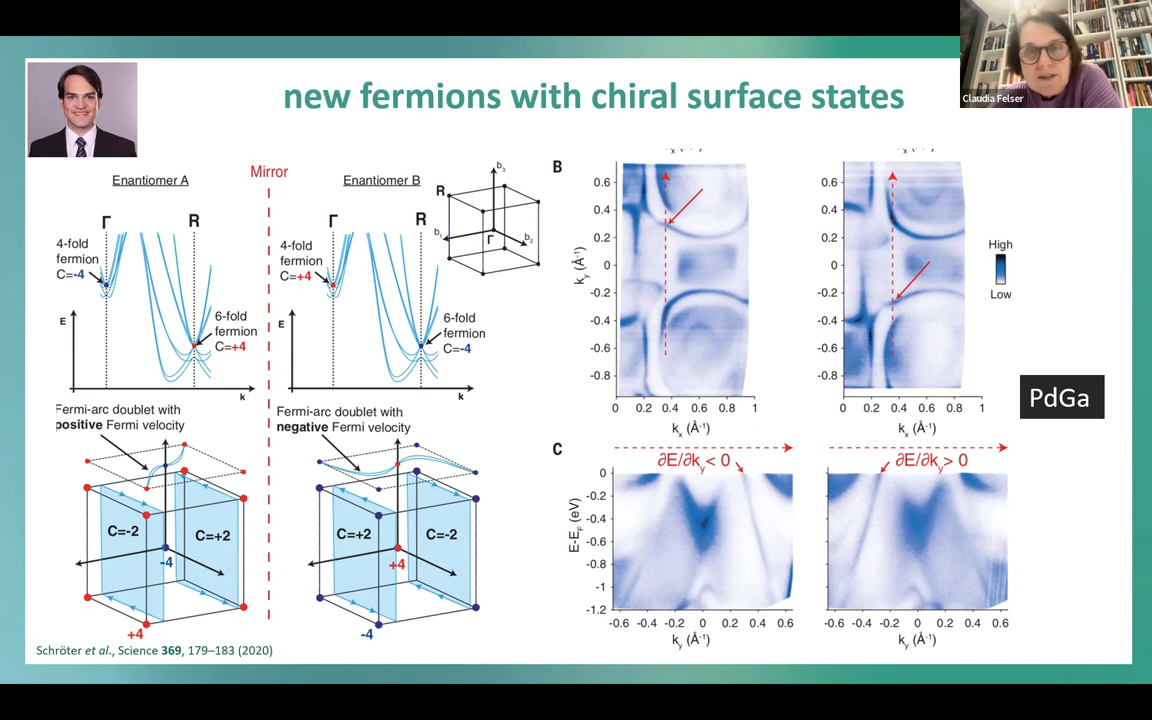 Claudia Felser
new fermions with chiral surface states
Enantiomer A
Mirror
Enantiomer B
Γ
R
4-fold
fermion
C=-4
E
6-fold
fermion
C=+4
k
Γ
R
4-fold
fermion
C=+4
E
6-fold
fermion
C=-4
k
R
b₃
b₁
Γ
b₂
Fermi-arc doublet with
positive Fermi velocity
Fermi-arc doublet with
negative Fermi velocity
C=-2
C=+2
-4
+4
C=+2
C=-2
+4
-4
Schröter et al., Science 369, 179–183 (2020)
B
0.6
0.4
0.2
0
-0.2
-0.4
-0.6
-0.8
k_y (Å⁻¹)
0 0.2 0.4 0.6 0.8 1
k_x (Å⁻¹)
0.6
0.4
0.2
0
-0.2
-0.4
-0.6
-0.8
0 0.2 0.4 0.6 0.8 1
k_x (Å⁻¹)
High
Low
PdGa
C
∂E/∂k_y < 0
∂E/∂k_y > 0
0
-0.2
-0.4
-0.6
-0.8
-1
-1.2
E-E_F (eV)
-0.6 -0.4 -0.2 0 0.2 0.4 0.6
k_y (Å⁻¹)
-0.6 -0.4 -0.2 0 0.2 0.4 0.6
k_y (Å⁻¹)